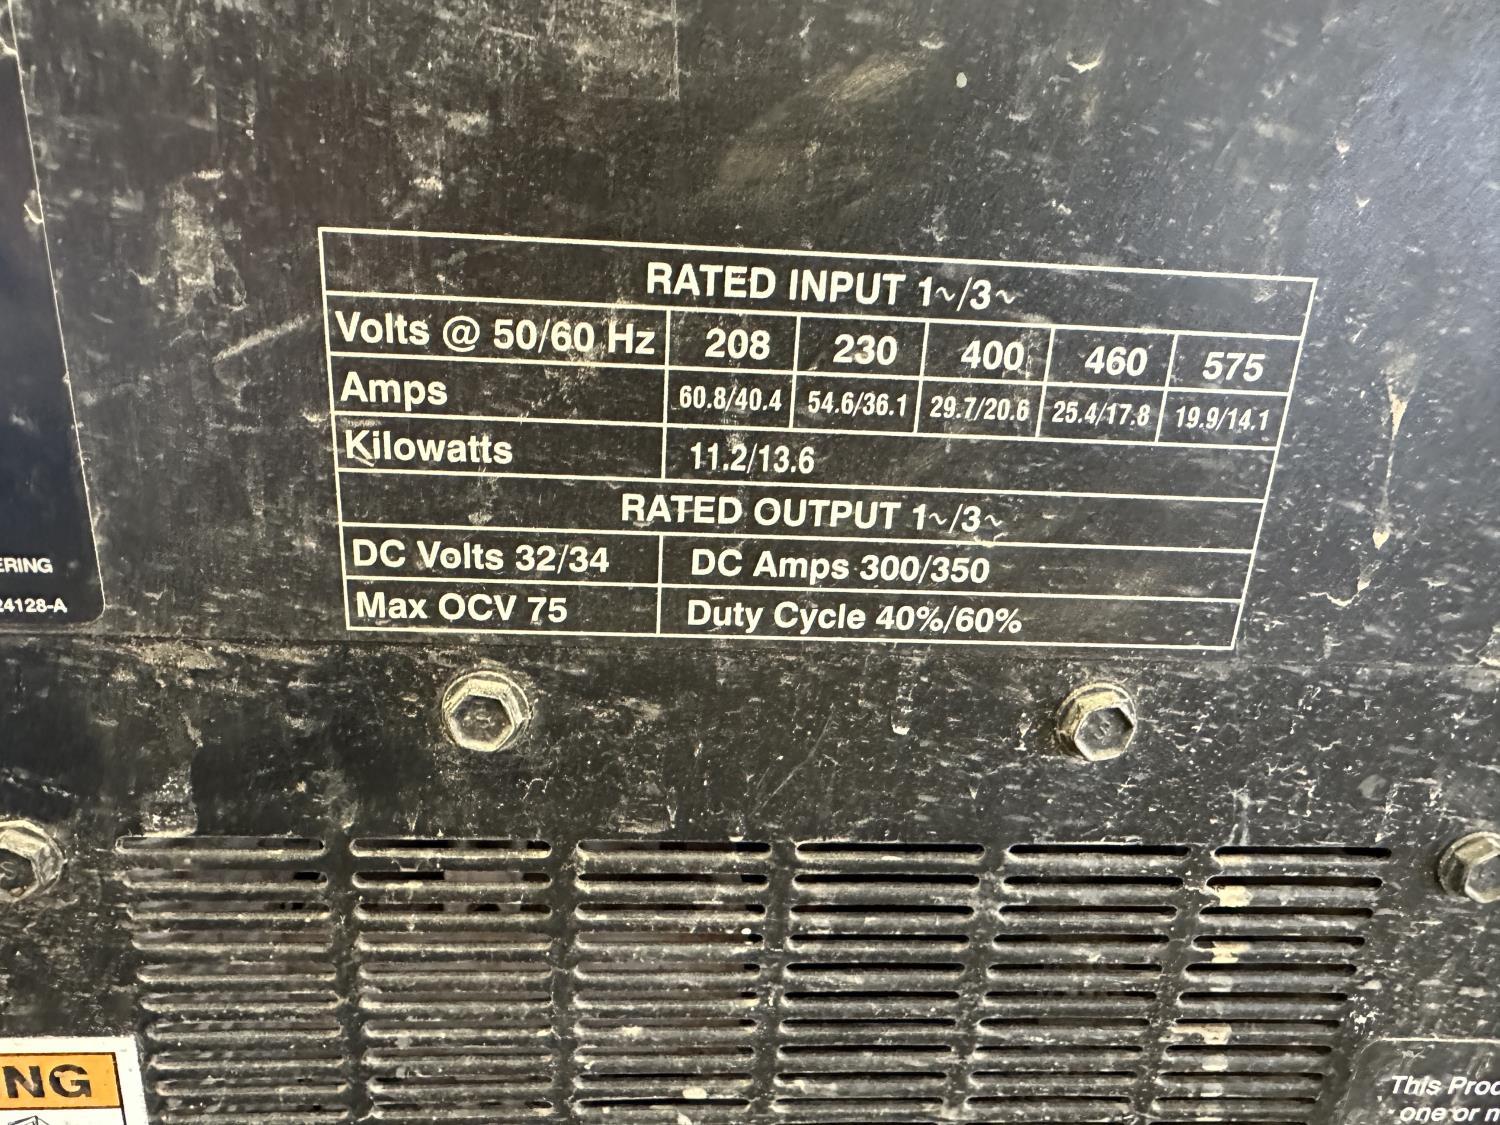 RATED INPUT 1~/3~
Volts @ 50/60 Hz 208 230 400 460 575
Amps 60.8/40.4 54.6/36.1 29.7/20.6 25.4/17.8 19.9/14.1
Kilowatts 11.2/13.6
RATED OUTPUT 1~/3~
DC Volts 32/34 DC Amps 300/350
Max OCV 75 Duty Cycle 40%/60%
ERING
24128-A
NG
This Proc
one or m